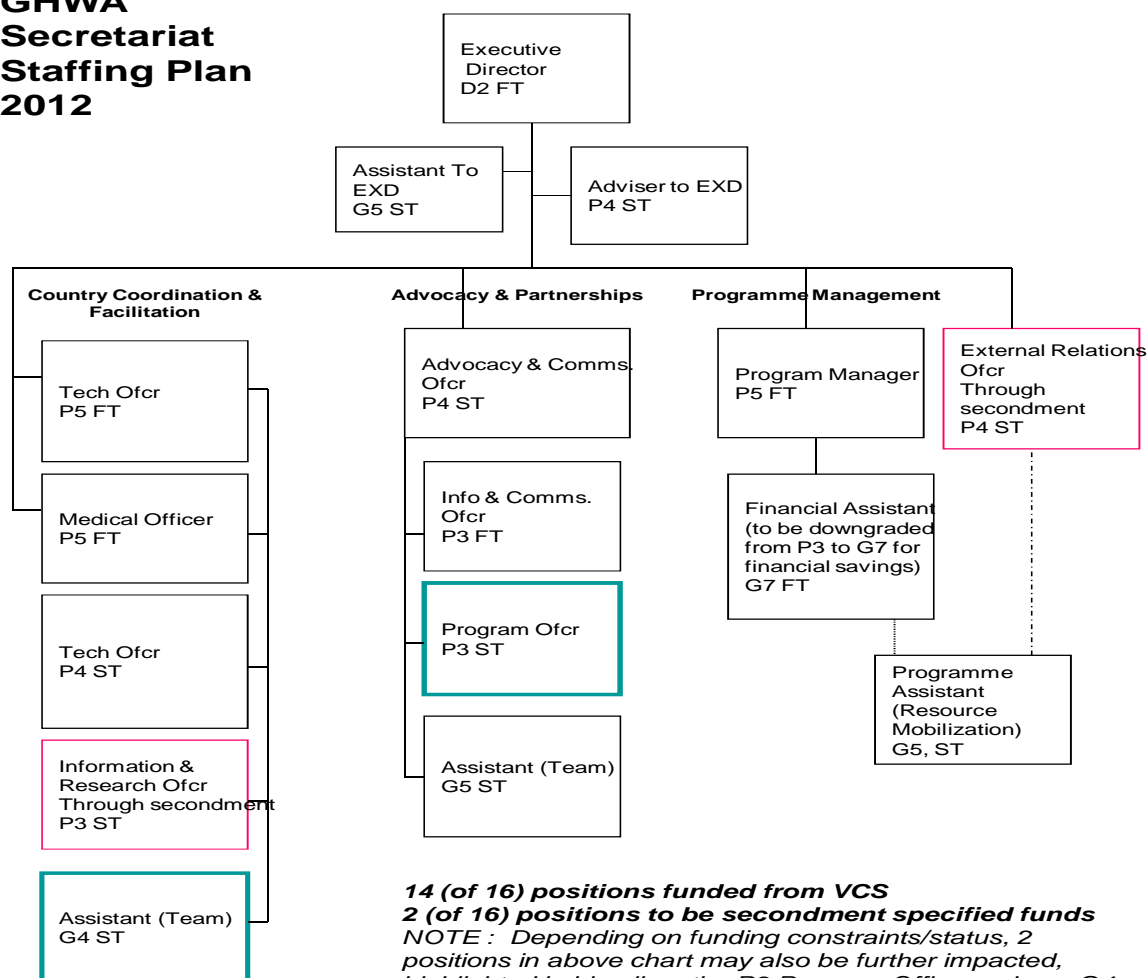 GHWA
Secretariat
Staffing Plan
2012
Executive
Director
D2 FT
Assistant To
EXD
G5 ST
Adviser to EXD
P4 ST
Country Coordination &
Facilitation
Advocacy & Partnerships
Programme Management
Tech Ofcr
P5 FT
Medical Officer
P5 FT
Tech Ofcr
P4 ST
Information &
Research Ofcr
Through secondment
P3 ST
Assistant (Team)
G4 ST
Advocacy & Comms.
Ofcr
P4 ST
Info & Comms.
Ofcr
P3 FT
Program Ofcr
P3 ST
Assistant (Team)
G5 ST
Program Manager
P5 FT
Financial Assistant
(to be downgraded
from P3 to G7 for
financial savings)
G7 FT
External Relations
Ofcr
Through
secondment
P4 ST
Programme
Assistant
(Resource
Mobilization)
G5, ST
14 (of 16) positions funded from VCS
2 (of 16) positions to be secondment specified funds
NOTE : Depending on funding constraints/status, 2
positions in above chart may also be further impacted,